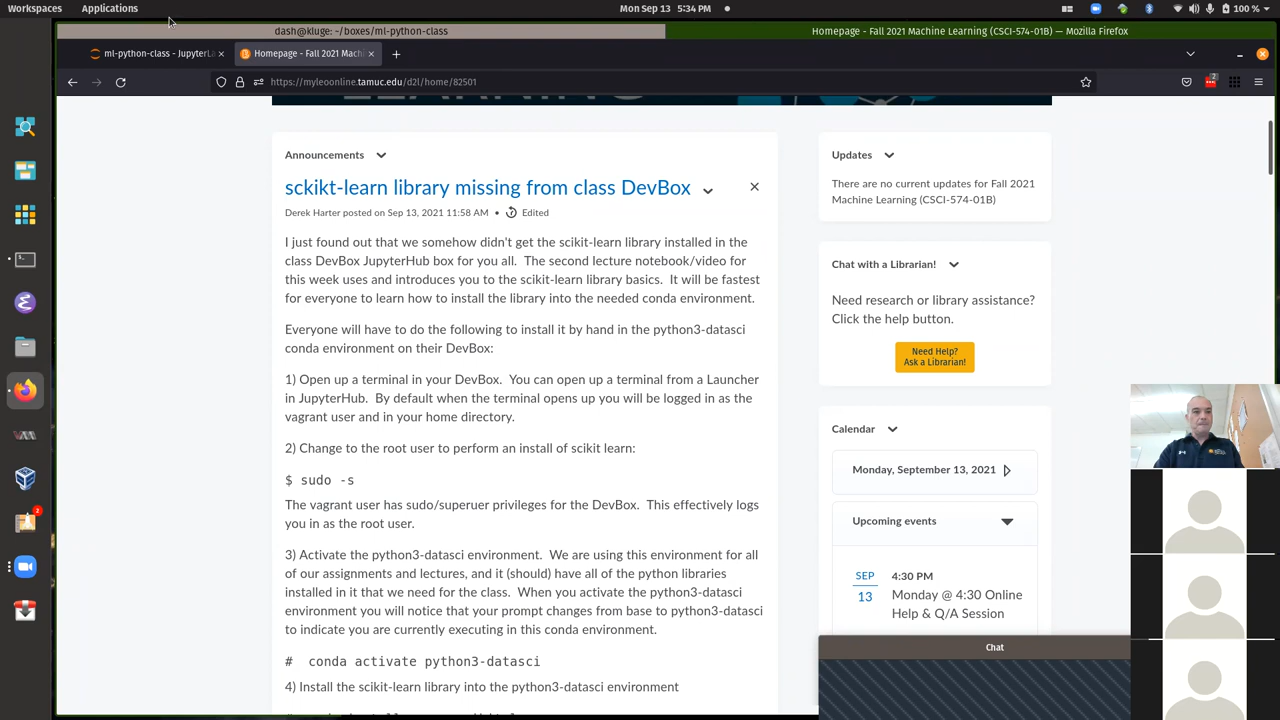 Workspaces Applications Mon Sep 13 5:34 PM 100 %
dash@kluge: ~/boxes/ml-python-class Homepage - Fall 2021 Machine Learning (CSCI-574-01B) — Mozilla Firefox
ml-python-class - JupyterLa Homepage - Fall 2021 Machi
https://myleoonline.tamuc.edu/d2l/home/82501
Announcements
sckikt-learn library missing from class DevBox
Derek Harter posted on Sep 13, 2021 11:58 AM • Edited
I just found out that we somehow didn't get the scikit-learn library installed in the
class DevBox JupyterHub box for you all. The second lecture notebook/video for
this week uses and introduces you to the scikit-learn library basics. It will be fastest
for everyone to learn how to install the library into the needed conda environment.
Everyone will have to do the following to install it by hand in the python3-datasci
conda environment on their DevBox:
1) Open up a terminal in your DevBox. You can open up a terminal from a Launcher
in JupyterHub. By default when the terminal opens up you will be logged in as the
vagrant user and in your home directory.
2) Change to the root user to perform an install of scikit learn:
$ sudo -s
The vagrant user has sudo/superuer privileges for the DevBox. This effectively logs
you in as the root user.
3) Activate the python3-datasci environment. We are using this environment for all
of our assignments and lectures, and it (should) have all of the python libraries
installed in it that we need for the class. When you activate the python3-datasci
environment you will notice that your prompt changes from base to python3-datasci
to indicate you are currently executing in this conda environment.
# conda activate python3-datasci
4) Install the scikit-learn library into the python3-datasci environment
Updates
There are no current updates for Fall 2021
Machine Learning (CSCI-574-01B)
Chat with a Librarian!
Need research or library assistance?
Click the help button.
Need Help?
Ask a Librarian!
Calendar
Monday, September 13, 2021
Upcoming events
SEP 4:30 PM
13 Monday @ 4:30 Online
Help & Q/A Session
Chat